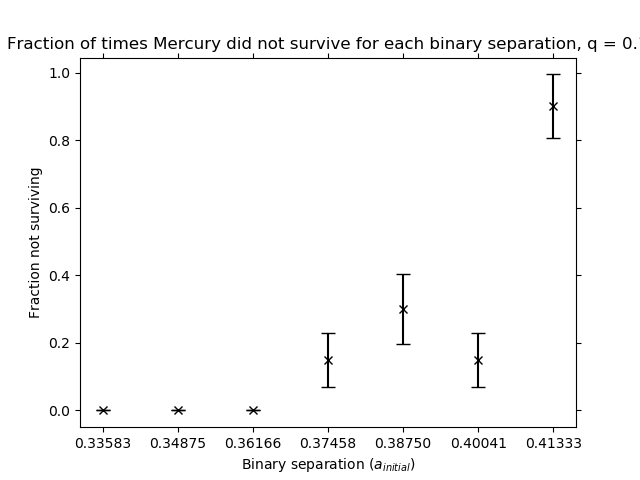 Fraction of times Mercury did not survive for each binary separation, q = 0.
1.0
0.8
0.6
0.4
0.2
0.0
Fraction not surviving
0.33583 0.34875 0.36166 0.37458 0.38750 0.40041 0.41333
Binary separation (a_initial)